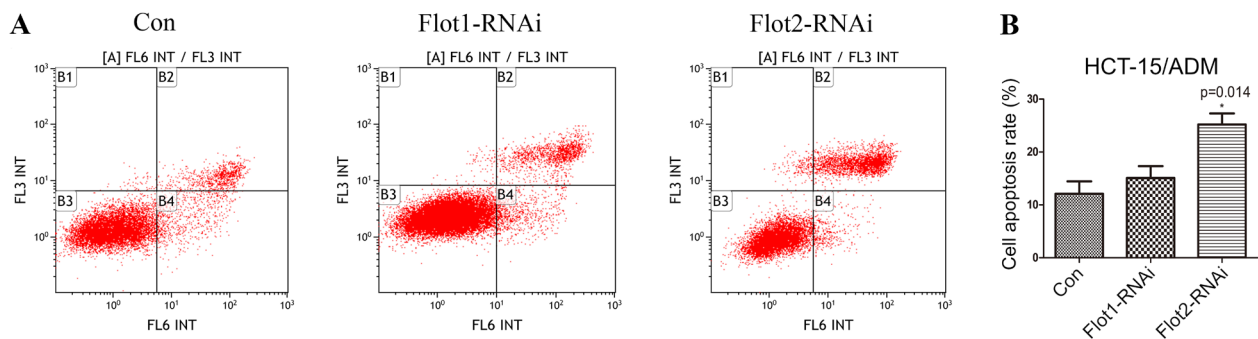 A
Con
Flot1-RNAi
Flot2-RNAi
[A] FL6 INT / FL3 INT
B1
B2
B3
B4
10³
10²
10¹
10⁰
FL3 INT
10⁰
10¹
10²
10³
FL6 INT
[A] FL6 INT / FL3 INT
B1
B2
B3
B4
10³
10²
10¹
10⁰
FL3 INT
10⁰
10¹
10²
10³
FL6 INT
[A] FL6 INT / FL3 INT
B1
B2
B3
B4
10³
10²
10¹
10⁰
FL3 INT
10⁰
10¹
10²
10³
FL6 INT
B
HCT-15/ADM
p=0.014
*
Cell apoptosis rate (%)
30
20
10
0
Con
Flot1-RNAi
Flot2-RNAi